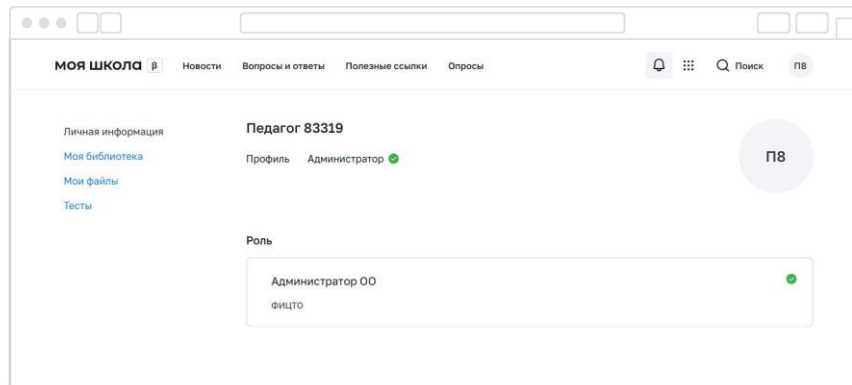 моя школа β Новости Вопросы и ответы Полезные ссылки Опросы Поиск П8
Личная информация
Моя библиотека
Мои файлы
Тесты
Педагог 83319
Профиль Администратор
П8
Роль
Администратор ОО
ФИЦТО